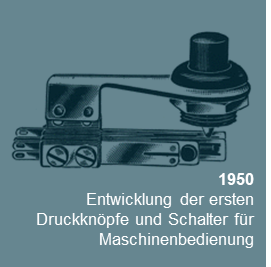 1950
Entwicklung der ersten
Druckknöpfe und Schalter für
Maschinenbedienung